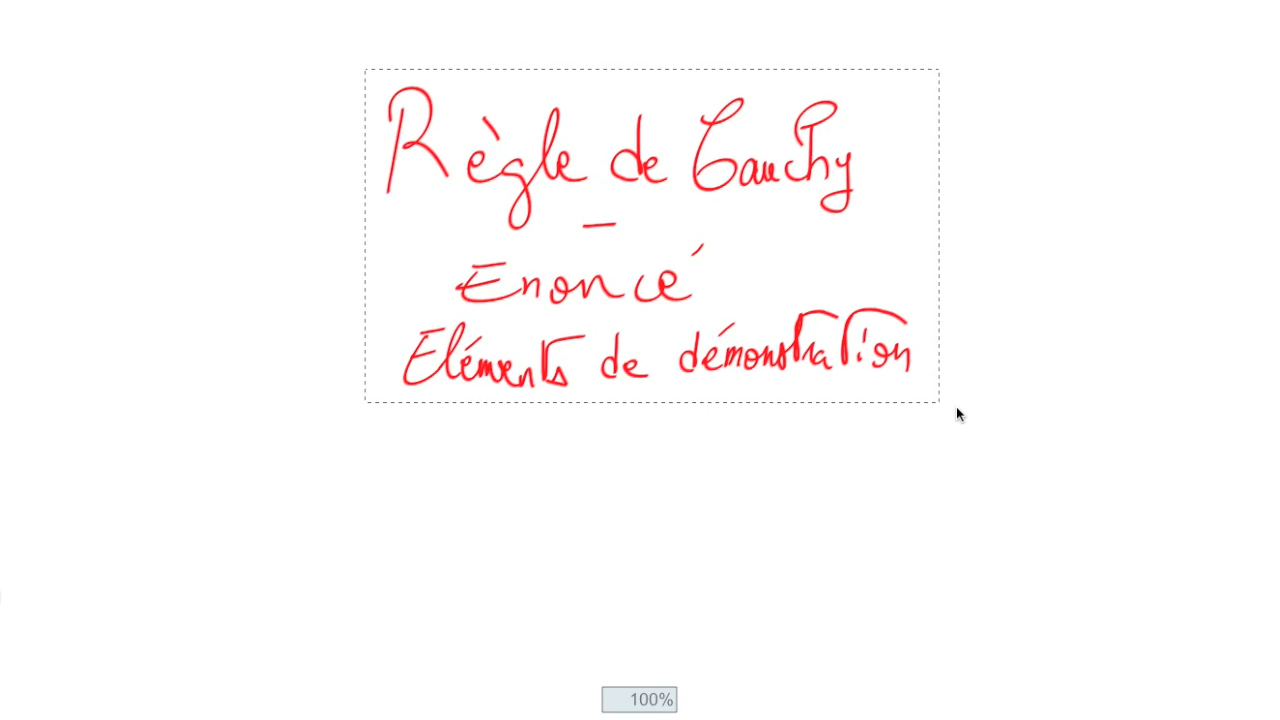 Règle de Cauchy
–
Enoncé
Eléments de démonstration
100%